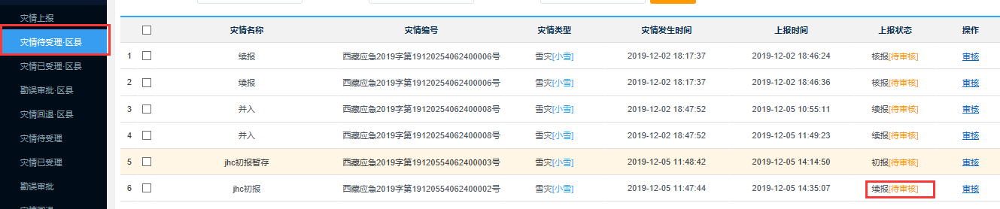 灾情上报
灾情待受理·区县
灾情已受理·区县
勘误审批·区县
灾情回退·区县
灾情待受理
灾情已受理
勘误审批
灾情回退
灾情名称 灾情编号 灾情类型 灾情发生时间 上报时间 上报状态 操作
1 续报 西藏应急2019字第19120254062400006号 雪灾[小雪] 2019-12-02 18:17:37 2019-12-02 18:46:24 核报[待审核] 审核
2 续报 西藏应急2019字第19120254062400006号 雪灾[小雪] 2019-12-02 18:17:37 2019-12-02 18:46:36 核报[待审核] 审核
3 并入 西藏应急2019字第19120254062400008号 雪灾[小雪] 2019-12-02 18:47:52 2019-12-05 10:55:11 续报[待审核] 审核
4 并入 西藏应急2019字第19120254062400008号 雪灾[小雪] 2019-12-02 18:47:52 2019-12-05 11:49:23 续报[待审核] 审核
5 jhc初报暂存 西藏应急2019字第19120554062400003号 雪灾[小雪] 2019-12-05 11:48:42 2019-12-05 14:14:50 初报[待审核] 审核
6 jhc初报 西藏应急2019字第19120554062400002号 雪灾[小雪] 2019-12-05 11:47:44 2019-12-05 14:35:07 续报[待审核] 审核